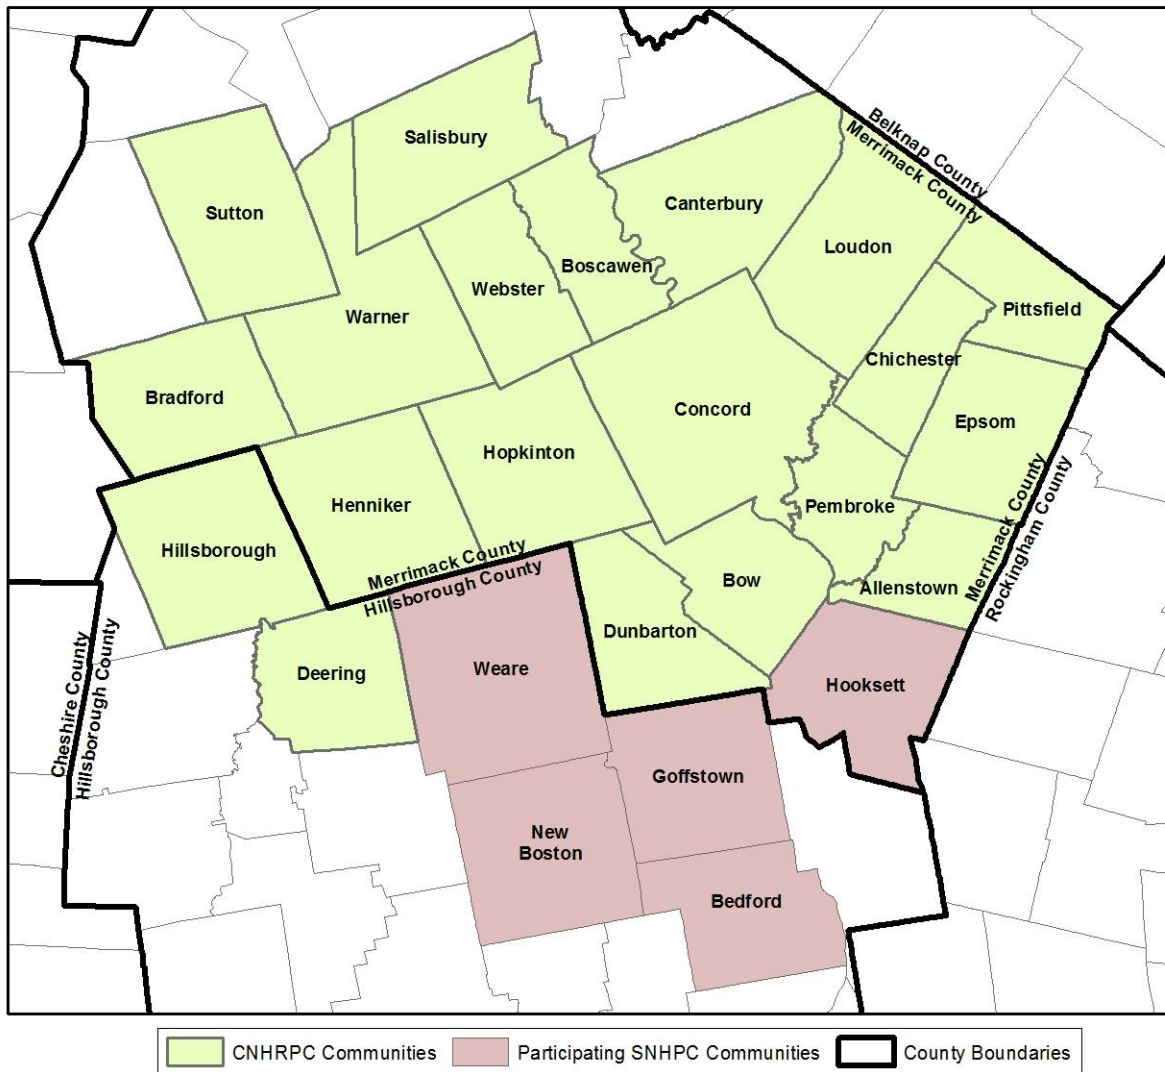 Belknap County
Merrimack County
Salisbury
Sutton
Canterbury
Loudon
Boscawen
Webster
Warner
Pittsfield
Chichester
Bradford
Concord
Epsom
Hopkinton
Henniker
Pembroke
Hillsborough
Merrimack County
Hillsborough County
Merrimack County
Rockingham County
Bow
Allenstown
Dunbarton
Deering
Weare
Hooksett
Cheshire County
Hillsborough County
Goffstown
New
Boston
Bedford
CNHRPC Communities
Participating SNHPC Communities
County Boundaries